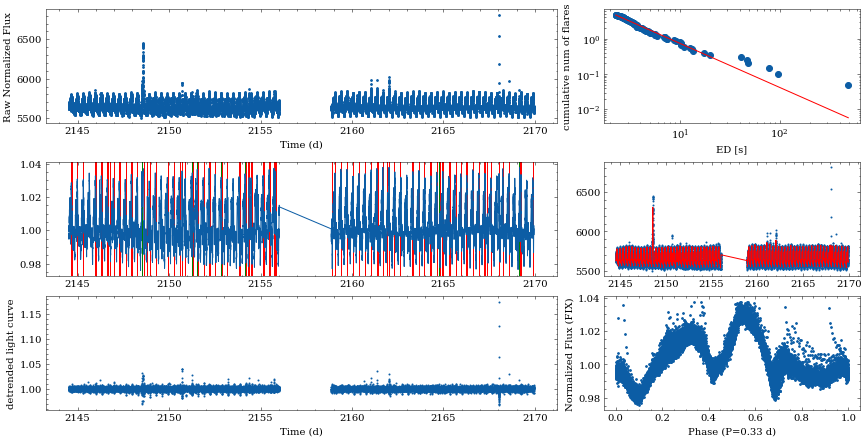 Raw Normalized Flux
6500
6000
5500
2145 2150 2155 2160 2165 2170
Time (d)
cumulative num of flares
10⁰
10⁻¹
10⁻²
10¹ 10²
ED [s]
1.04
1.02
1.00
0.98
2145 2150 2155 2160 2165 2170
6500
6000
5500
2145 2150 2155 2160 2165 2170
detrended light curve
1.15
1.10
1.05
1.00
2145 2150 2155 2160 2165 2170
Time (d)
Normalized Flux (FIX)
1.04
1.02
1.00
0.98
0.0 0.2 0.4 0.6 0.8 1.0
Phase (P=0.33 d)